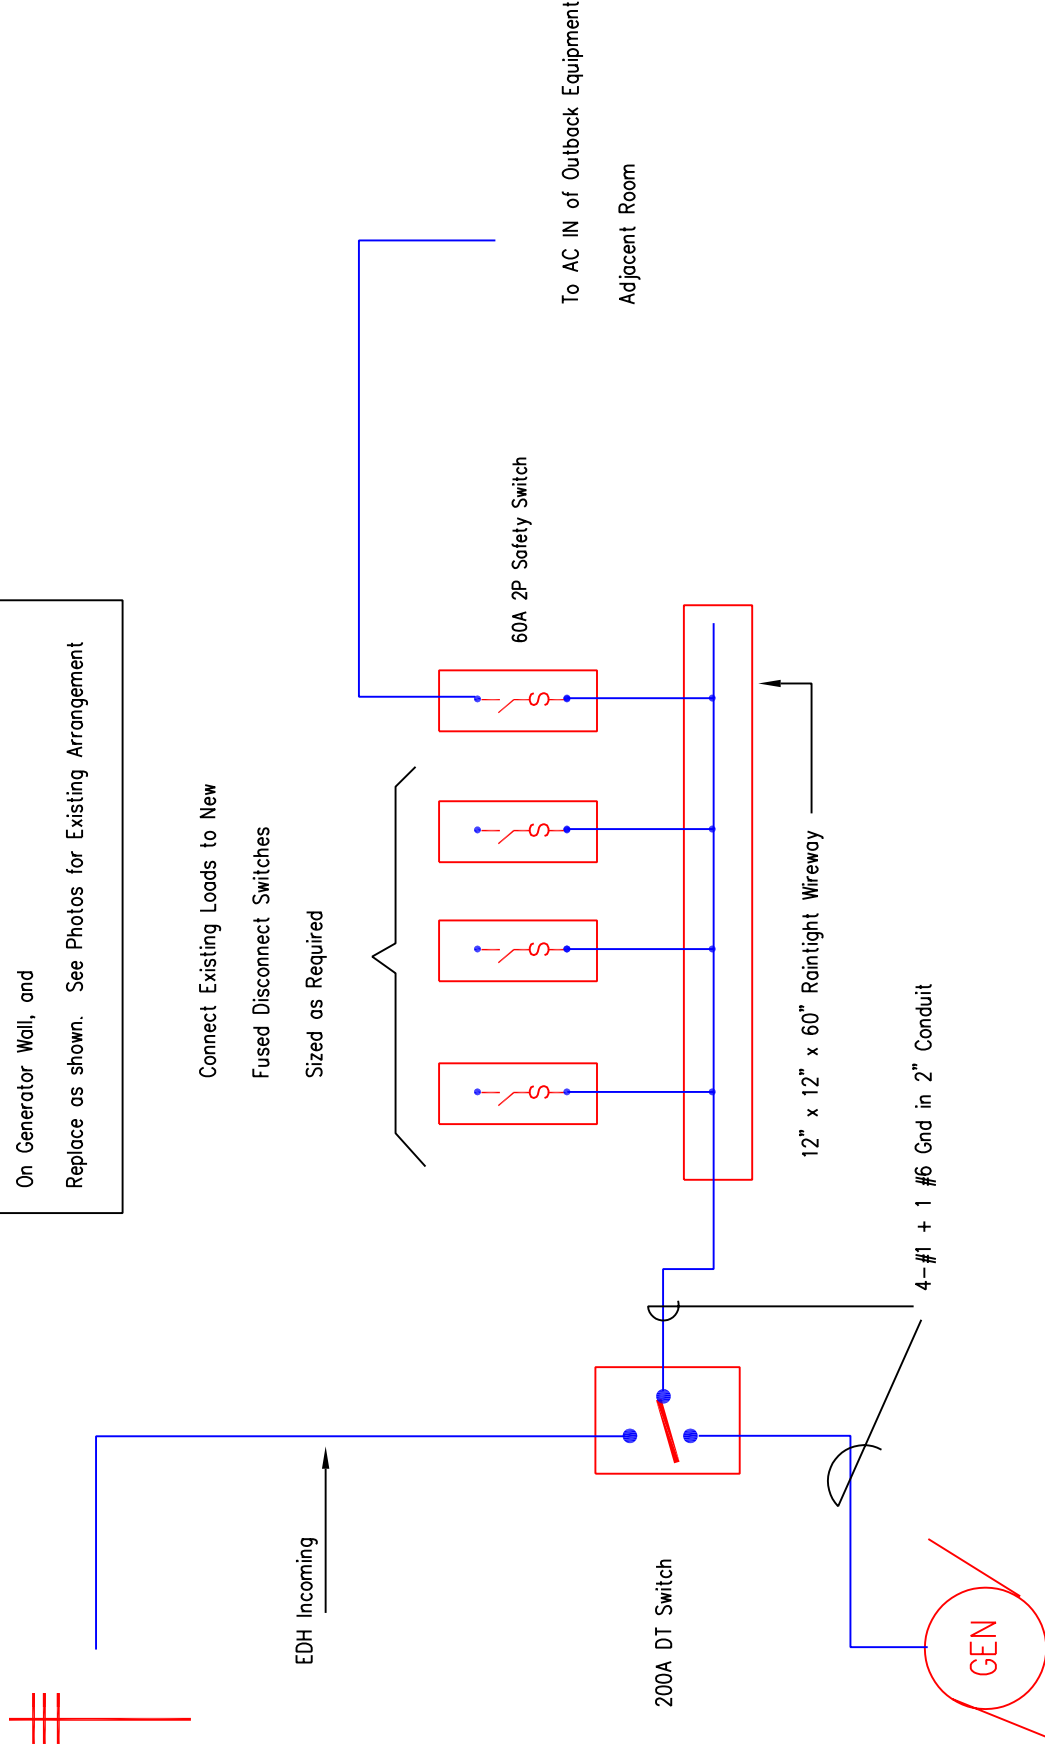 On Generator Wall, and
Replace as shown. See Photos for Existing Arrangement
Connect Existing Loads to New
Fused Disconnect Switches
Sized as Required
To AC IN of Outback Equipment
Adjacent Room
60A 2P Safety Switch
S
S
S
S
12" x 12" x 60" Raintight Wireway
4-#1 + 1 #6 Gnd in 2" Conduit
EDH Incoming
200A DT Switch
GEN